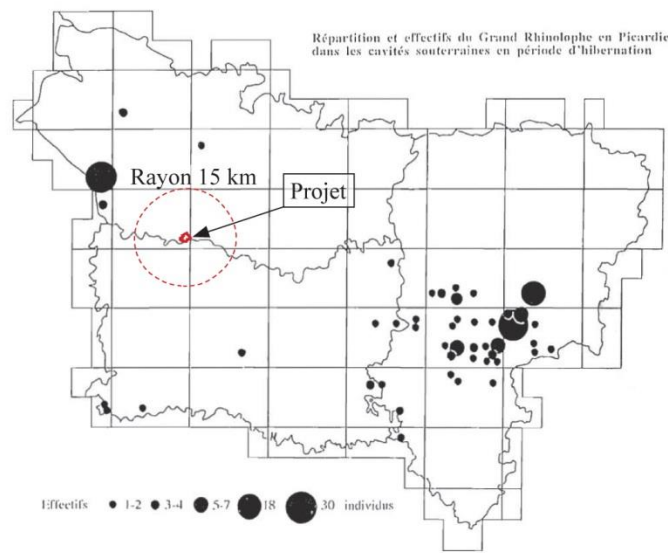 Répartition et effectifs du Grand Rhinolophe en Picardie
dans les cavités souterraines en période d'hibernation
Rayon 15 km
Projet
Effectifs 1-2 3-4 5-7 18 30 individus